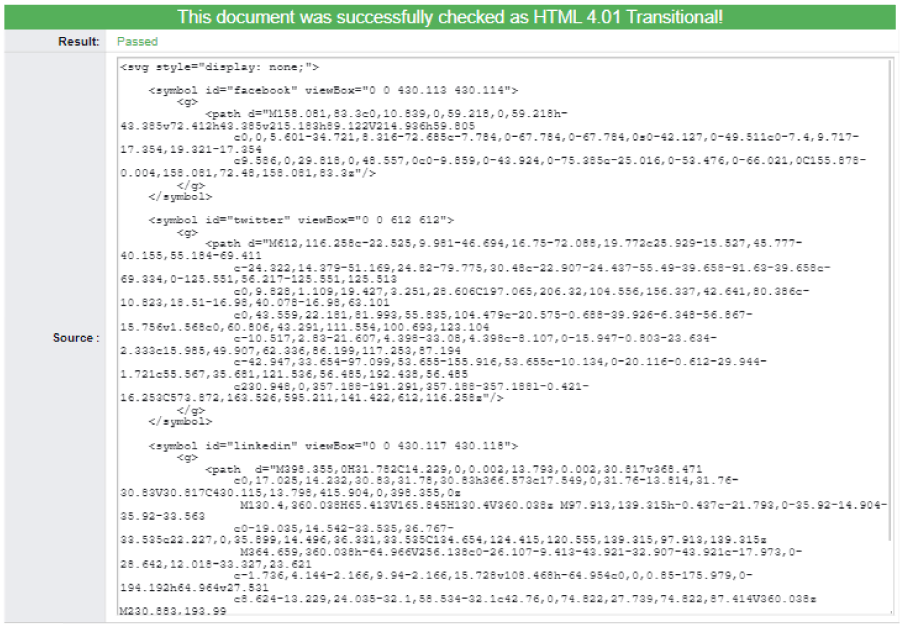 This document was successfully checked as HTML 4.01 Transitional!
Result: Passed
Source :
<svg style="display: none;">
<symbol id="facebook" viewBox="0 0 430.113 430.114">
<g>
<path d="M158.081,83.3c0,10.839,0,59.218,0,59.218h-
43.385v72.412h43.385v215.183h89.122V214.936h59.805
c0,0,5.601-34.721,8.316-72.685c-7.784,0-67.784,0-67.784,0s0-42.127,0-49.511c0-7.4,9.717-
17.354,19.321-17.354
c9.586,0,29.818,0,48.557,0c0-9.859,0-43.924,0-75.385c-25.016,0-53.476,0-66.021,0C155.878-
0.004,158.081,72.48,158.081,83.3z"/>
</g>
</symbol>
<symbol id="twitter" viewBox="0 0 612 612">
<g>
<path d="M612,116.258c-22.525,9.981-46.694,16.75-72.088,19.772c25.929-15.527,45.777-
40.155,55.184-69.411
c-24.322,14.379-51.169,24.82-79.775,30.48c-22.907-24.437-55.49-39.658-91.63-39.658c-
69.334,0-125.551,56.217-125.551,125.513
c0,9.828,1.109,19.427,3.251,28.606C197.065,206.32,104.556,156.337,42.641,80.386c-
10.823,18.51-16.98,40.078-16.98,63.101
c0,43.559,22.181,81.993,55.835,104.479c-20.575-0.688-39.926-6.348-56.867-
15.756v1.568c0,60.806,43.291,111.554,100.693,123.104
c-10.517,2.83-21.607,4.398-33.08,4.398c-8.107,0-15.947-0.803-23.634-
2.333c15.985,49.907,62.336,86.199,117.253,87.194
c-42.947,33.654-97.099,53.655-155.916,53.655c-10.134,0-20.116-0.612-29.944-
1.721c55.567,35.681,121.536,56.485,192.438,56.485
c230.948,0,357.188-191.291,357.188-357.188l-0.421-
16.253C573.872,163.526,595.211,141.422,612,116.258z"/>
</g>
</symbol>
<symbol id="linkedin" viewBox="0 0 430.117 430.118">
<g>
<path d="M398.355,0H31.782C14.229,0,0.002,13.793,0.002,30.817v368.471
c0,17.025,14.232,30.83,31.78,30.83h366.573c17.549,0,31.76-13.814,31.76-
30.83V30.817C430.115,13.798,415.904,0,398.355,0z
M130.4,360.038H65.413V165.845H130.4V360.038z M97.913,139.315h-0.437c-21.793,0-35.92-14.904-
35.92-33.563
c0-19.035,14.542-33.535,36.767-
33.535c22.227,0,35.899,14.496,36.331,33.535C134.654,124.415,120.555,139.315,97.913,139.315z
M364.659,360.038h-64.966V256.138c0-26.107-9.413-43.921-32.907-43.921c-17.973,0-
28.642,12.018-33.327,23.621
c-1.736,4.144-2.166,9.94-2.166,15.728v108.468h-64.954c0,0,0.85-175.979,0-
194.192h64.964v27.531
c8.624-13.229,24.035-32.1,58.534-32.1c42.76,0,74.822,27.739,74.822,87.414V360.038z
M230.883,193.99